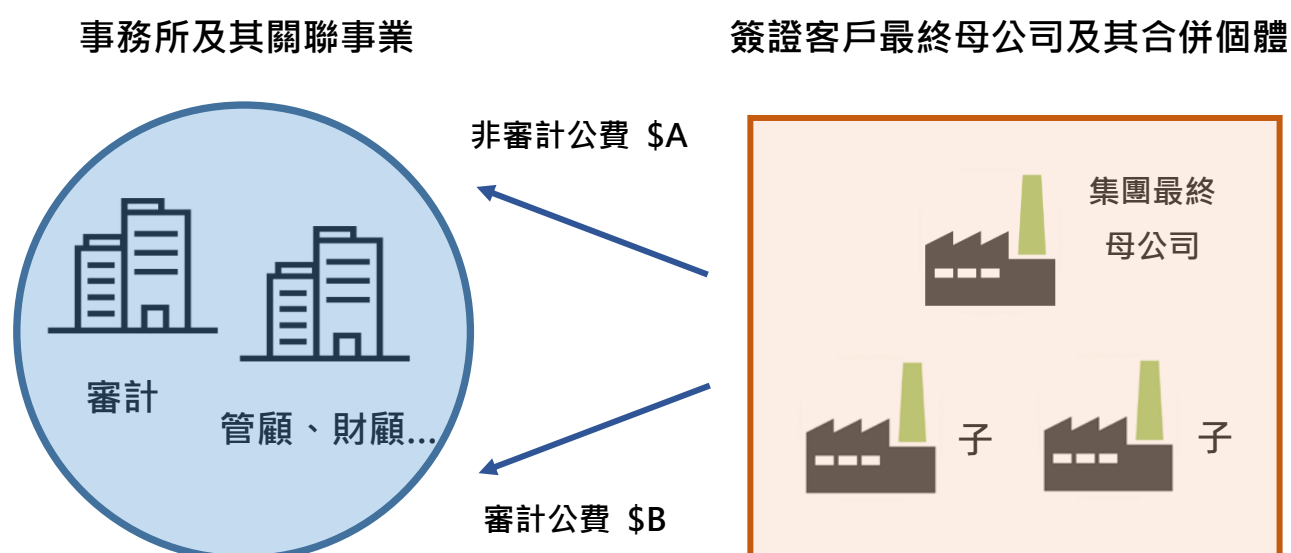 事務所及其關聯事業
簽證客戶最終母公司及其合併個體
非審計公費 $A
集團最終
母公司
審計
管顧、財顧...
子
子
審計公費 $B